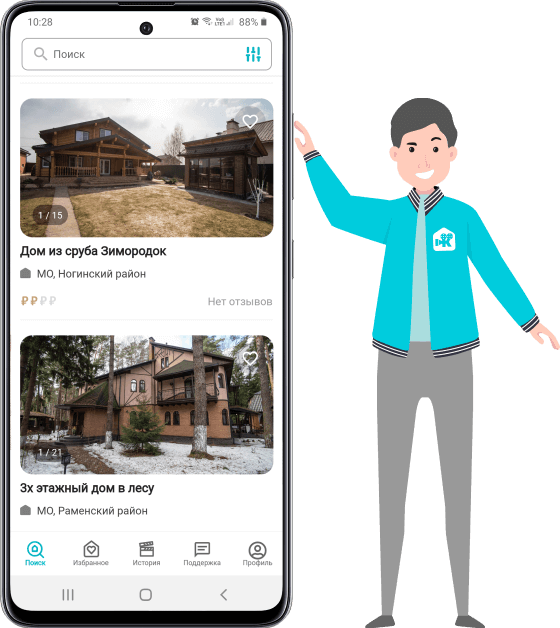 10:28
88%
Поиск
1 / 15
Дом из сруба Зимородок
МО, Ногинский район
₽ ₽ ₽ ₽
Нет отзывов
1 / 21
3х этажный дом в лесу
МО, Раменский район
Поиск
Избранное
История
Поддержка
Профиль